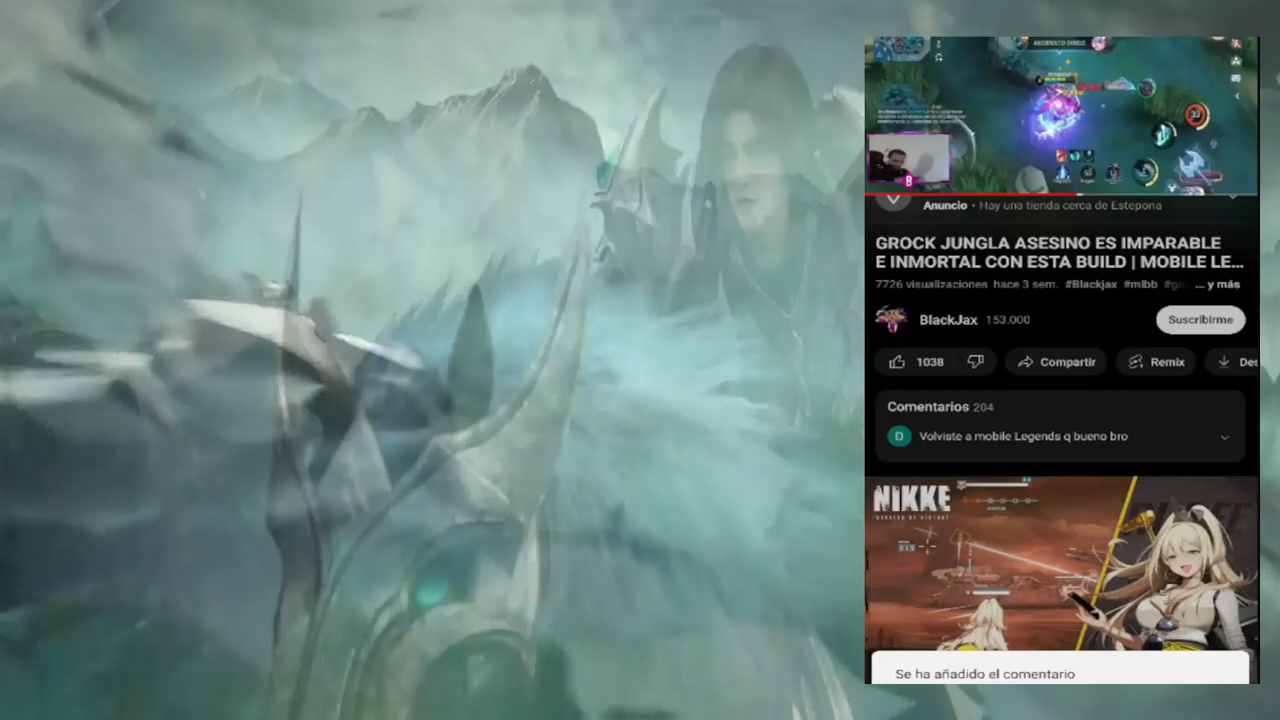 Anuncio · Hay una tienda cerca de Estepona
GROCK JUNGLA ASESINO ES IMPARABLE
E INMORTAL CON ESTA BUILD | MOBILE LE...
7726 visualizaciones hace 3 sem. #Blackjax #mlbb ... y más
BlackJax 153.000
Suscribirme
1038
Compartir
Remix
Des
Comentarios 204
D
Volviste a mobile Legends q bueno bro
NIKKE
Se ha añadido el comentario